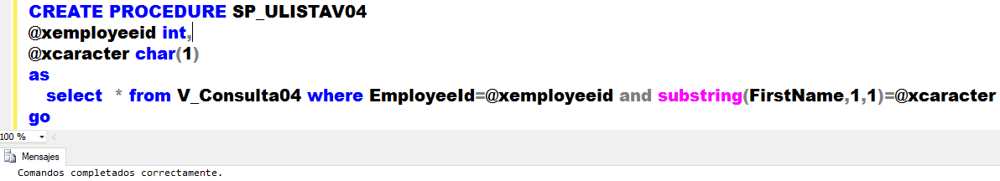 CREATE PROCEDURE SP_ULISTAV04
@xemployeeid int,
@xcaracter char(1)
as
select * from V_Consulta04 where EmployeeId=@xemployeeid and substring(FirstName,1,1)=@xcaracter
go
100 %
Mensajes
Comandos completados correctamente.